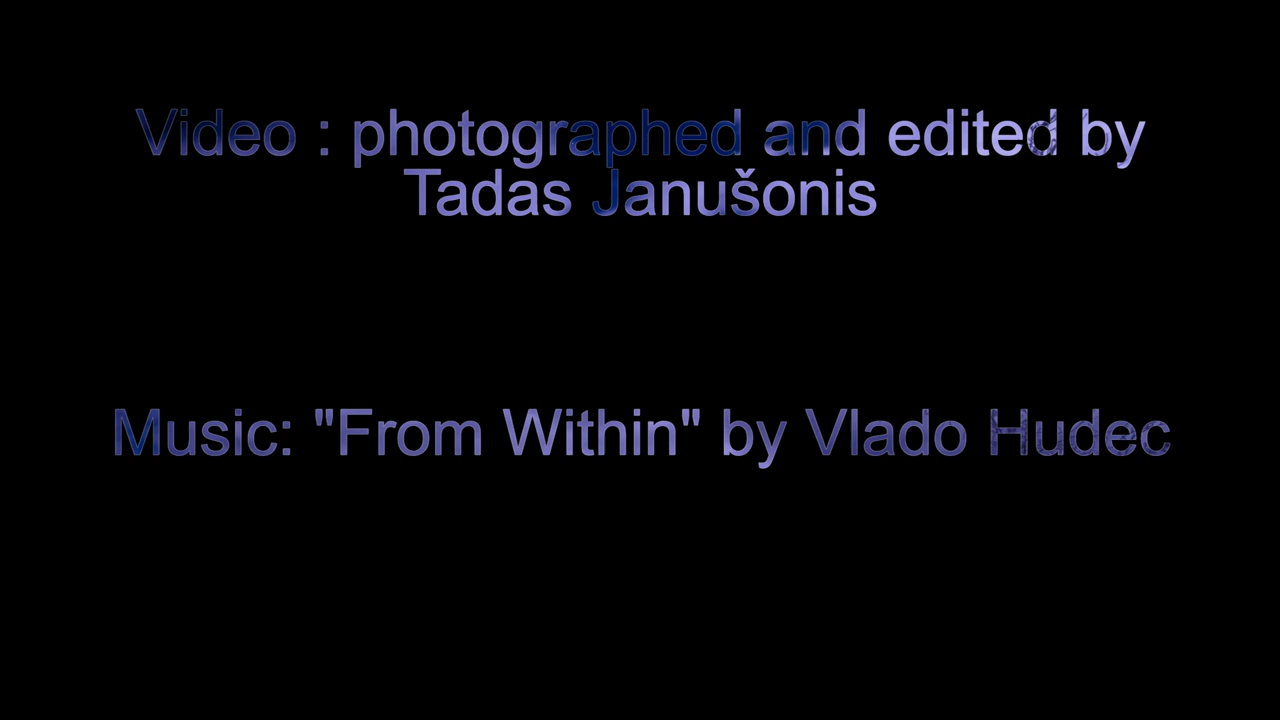 Video : photographed and edited by
Tadas Janušonis
Music: "From Within" by Vlado Hudec